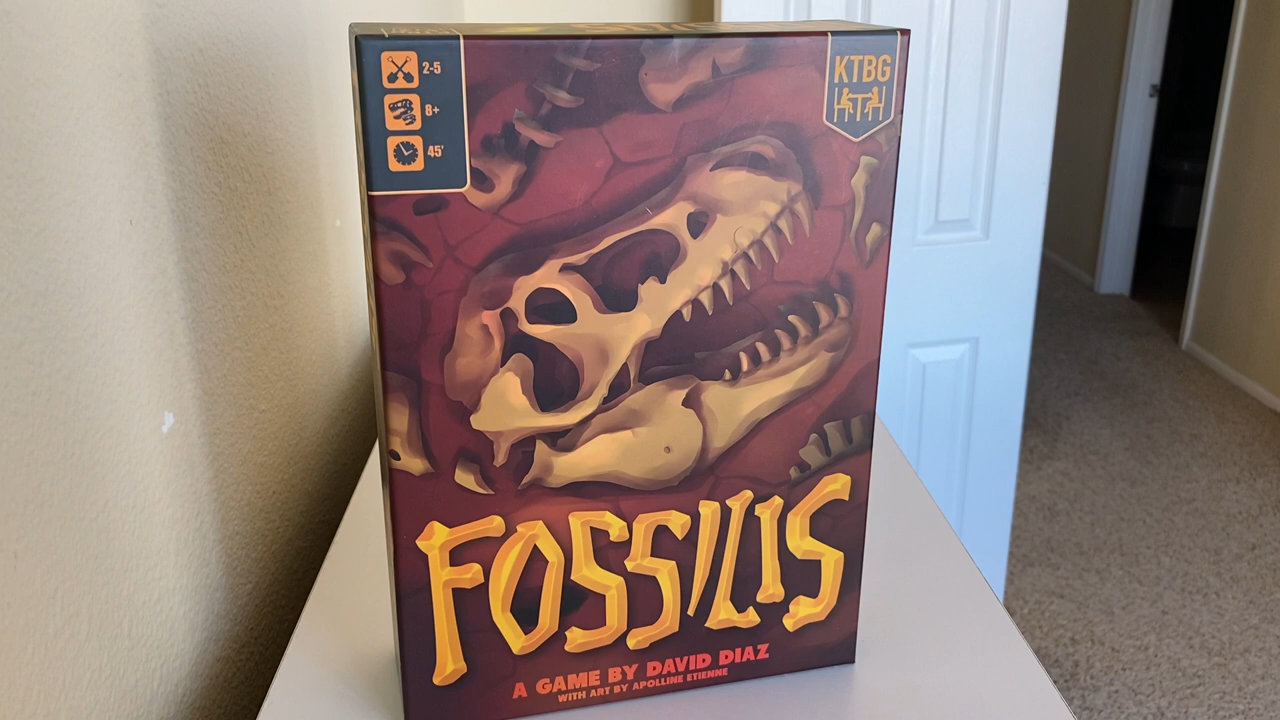 2-5
8+
45'
KTBG
FOSSILIS
A GAME BY DAVID DIAZ
WITH ART BY APOLLINE ETIENNE